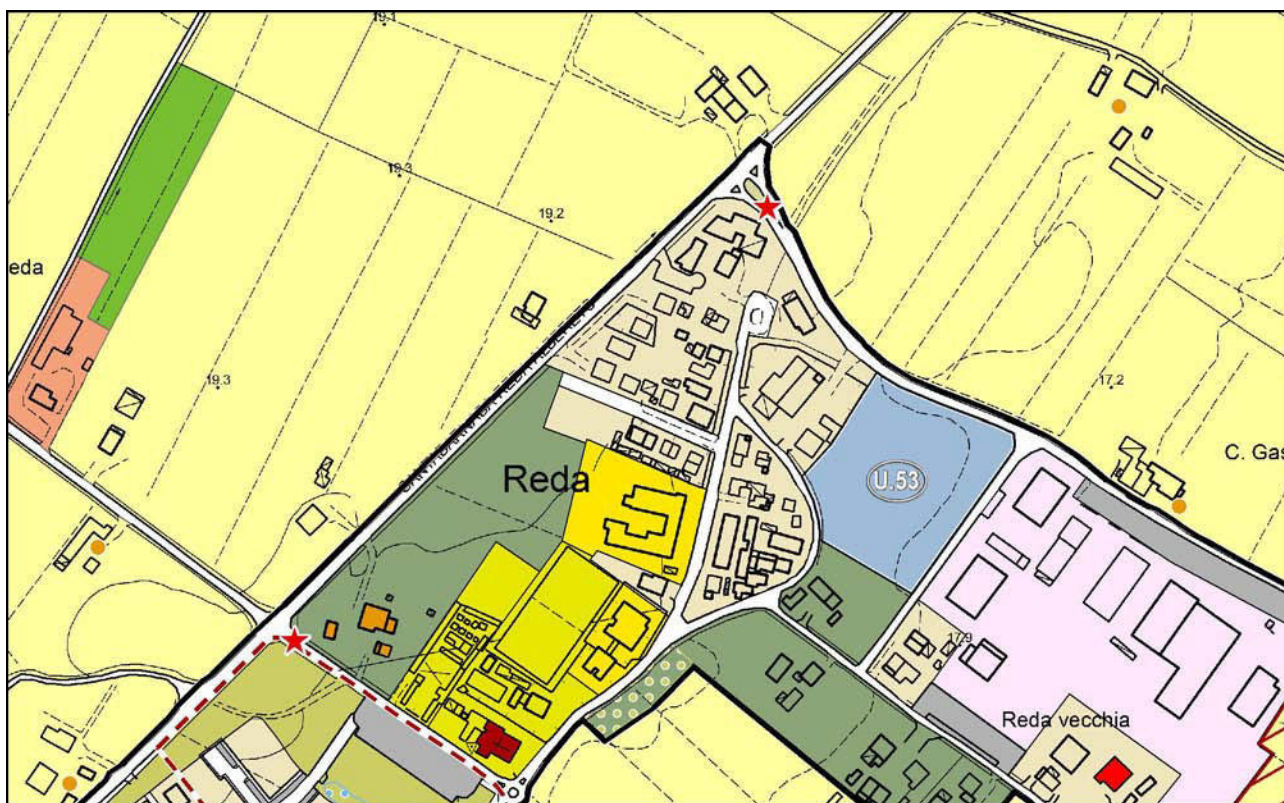 19.1
19.3
19.2
eda
19.3
17.2
C. Gas
Reda
U.53
17.9
Reda vecchia